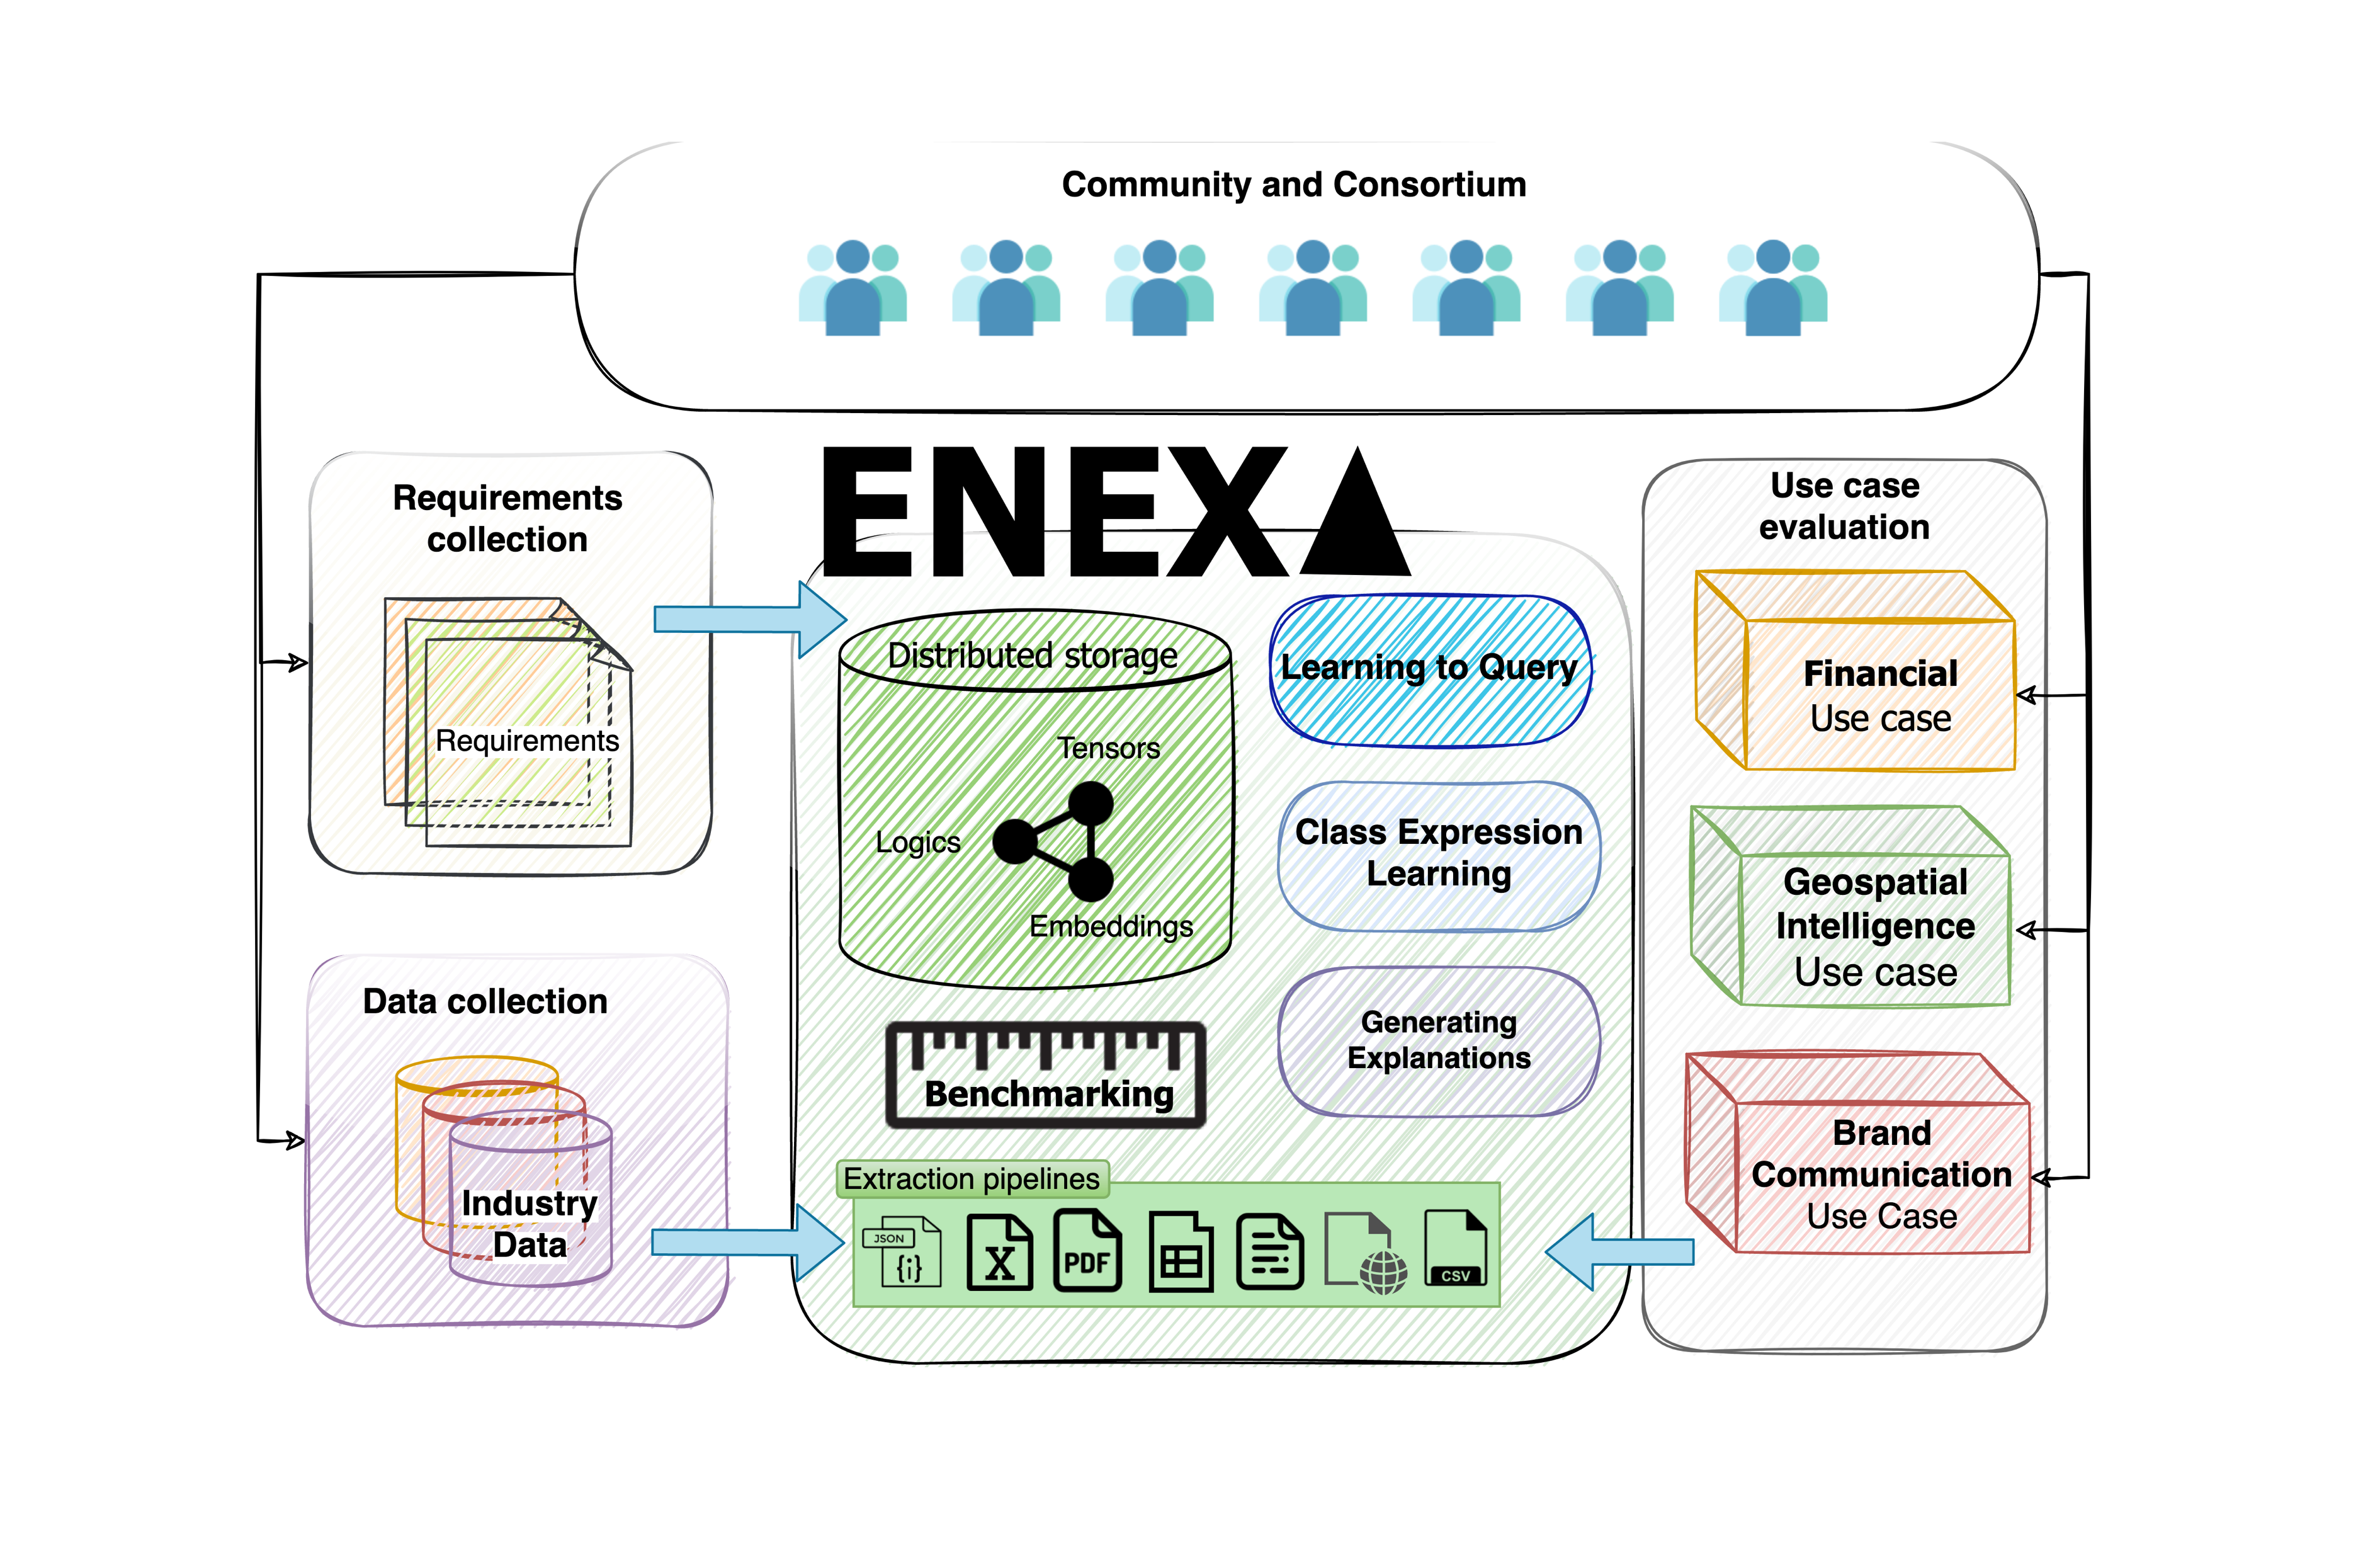 Community and Consortium
ENEXA
Requirements
collection
Requirements
Data collection
Industry
Data
Distributed storage
Tensors
Logics
Embeddings
Benchmarking
Learning to Query
Class Expression
Learning
Generating
Explanations
Extraction pipelines
JSON
{i}
X
PDF
CSV
Use case
evaluation
Financial
Use case
Geospatial
Intelligence
Use case
Brand
Communication
Use Case